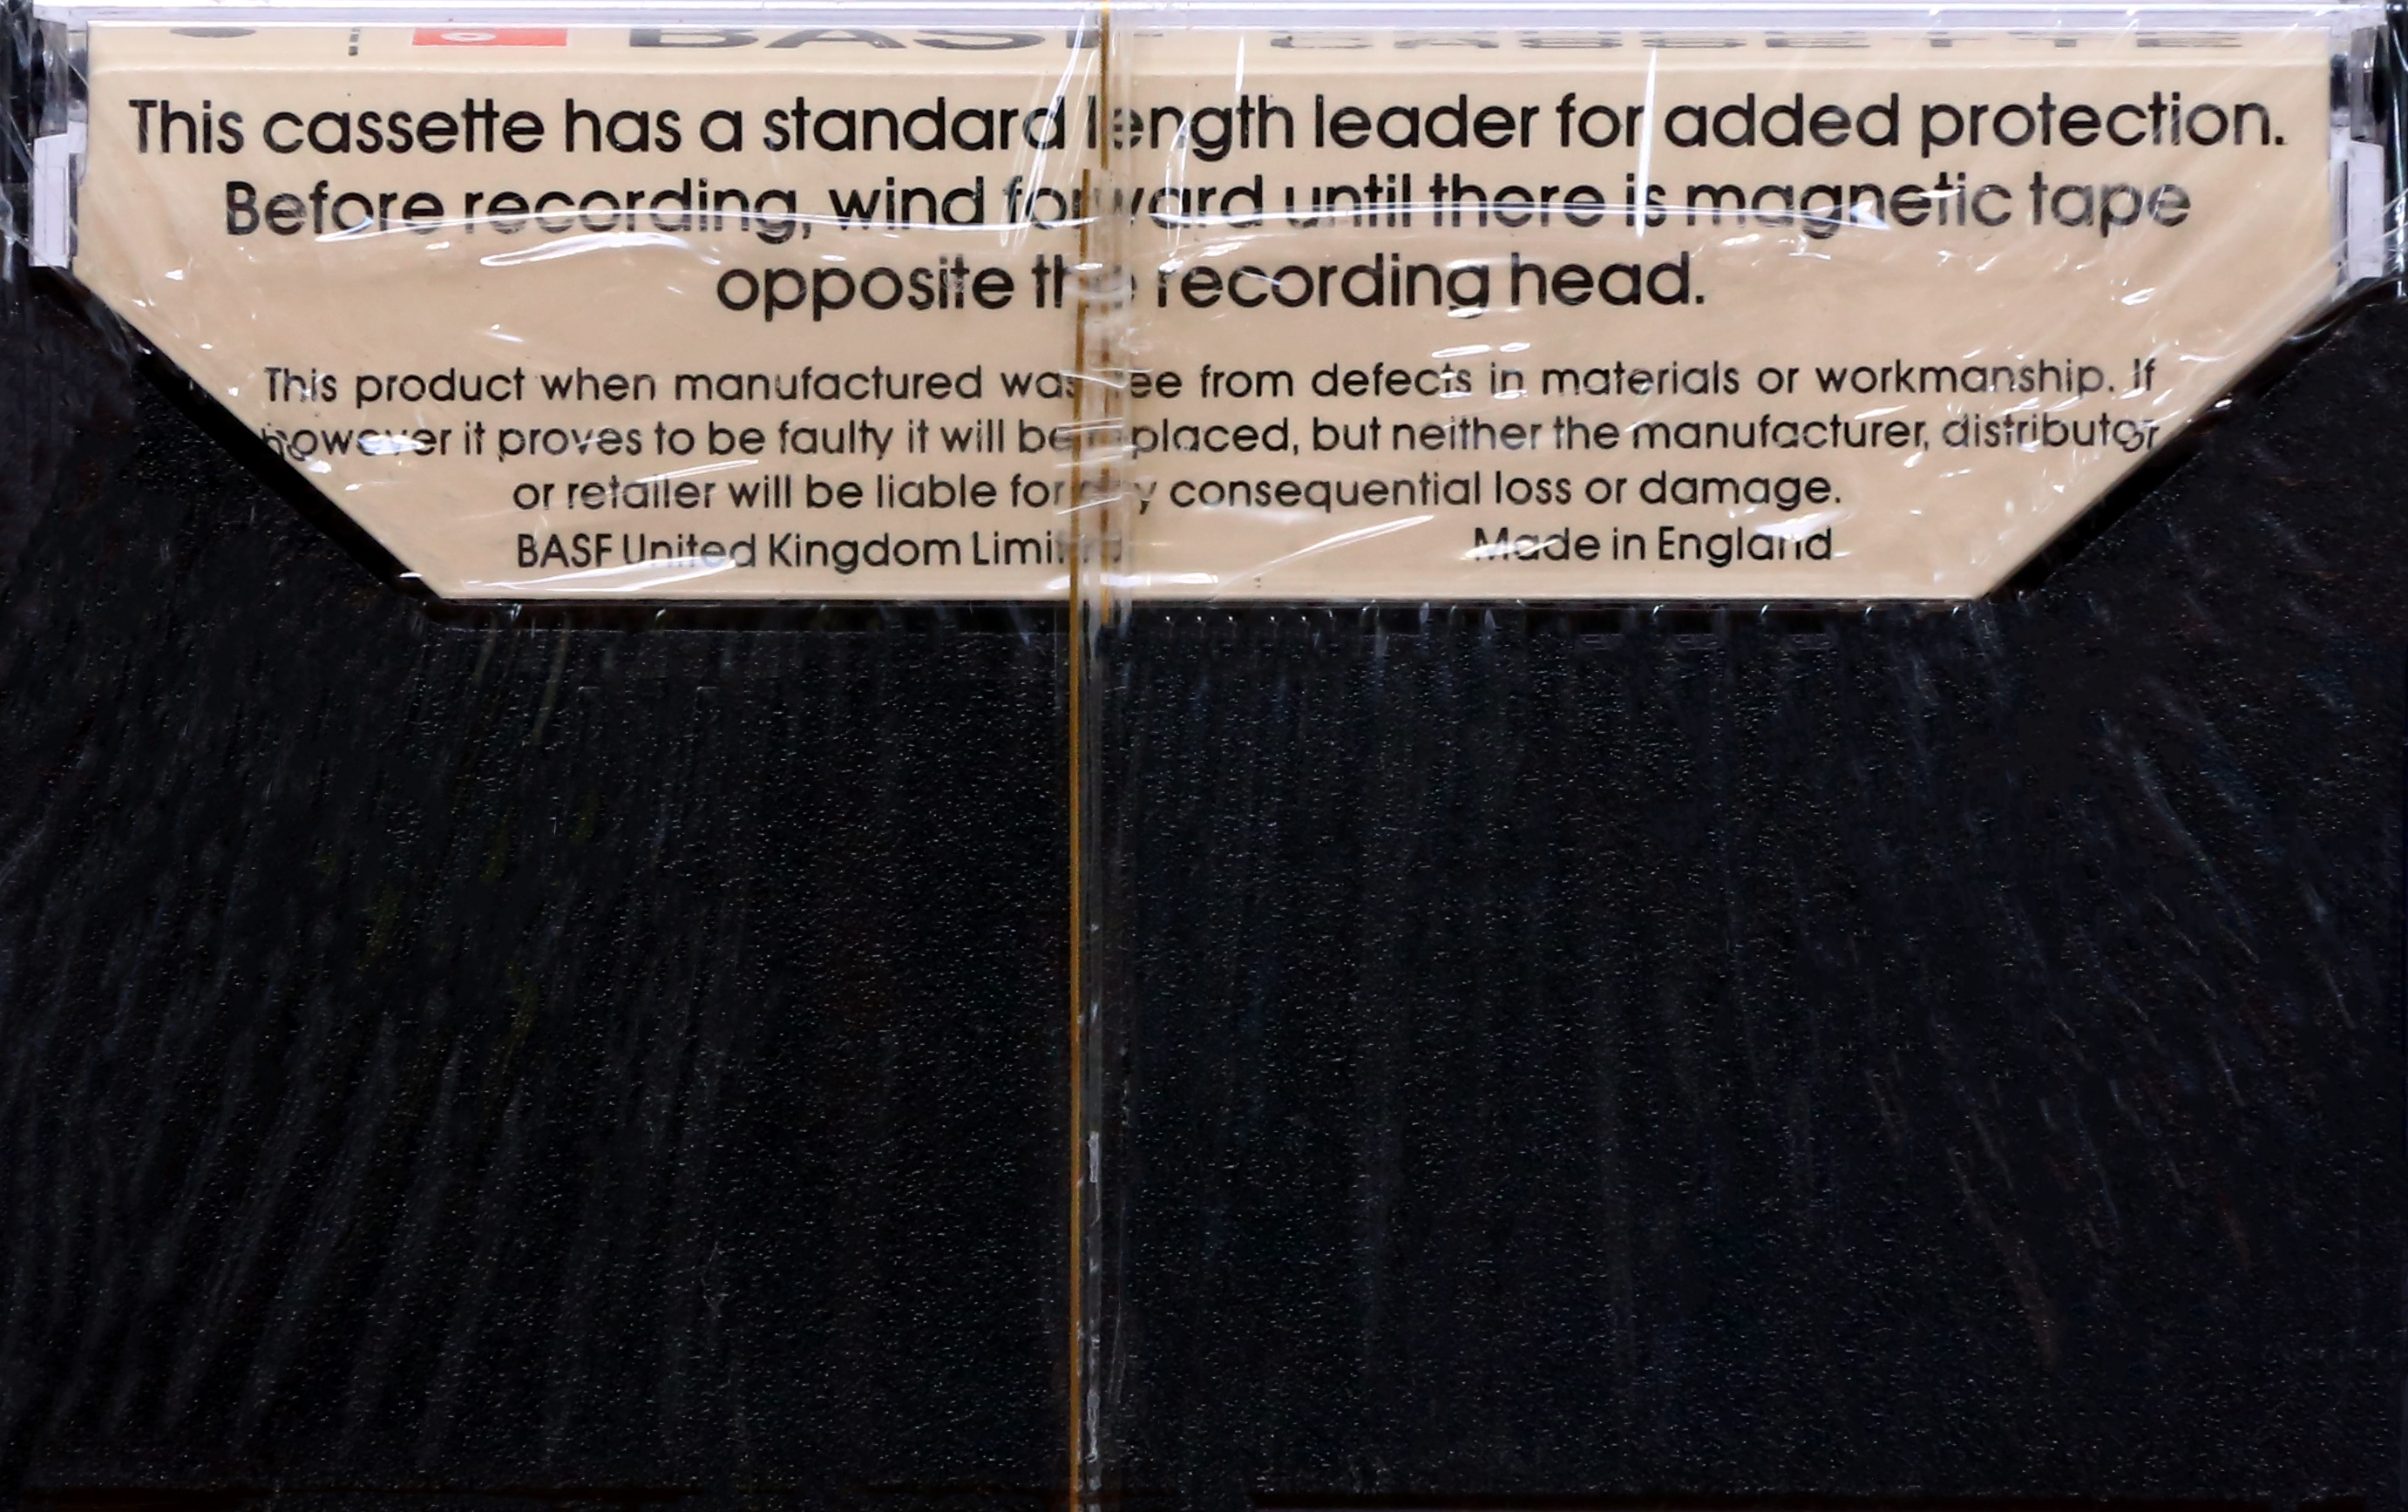 BASF CASSETTE
This cassette has a standard length leader for added protection.
Before recording, wind forward until there is magnetic tape
opposite the recording head.
This product when manufactured was free from defects in materials or workmanship. If
however it proves to be faulty it will be replaced, but neither the manufacturer, distributor
or retailer will be liable for any consequential loss or damage.
BASF United Kingdom Limited Made in England